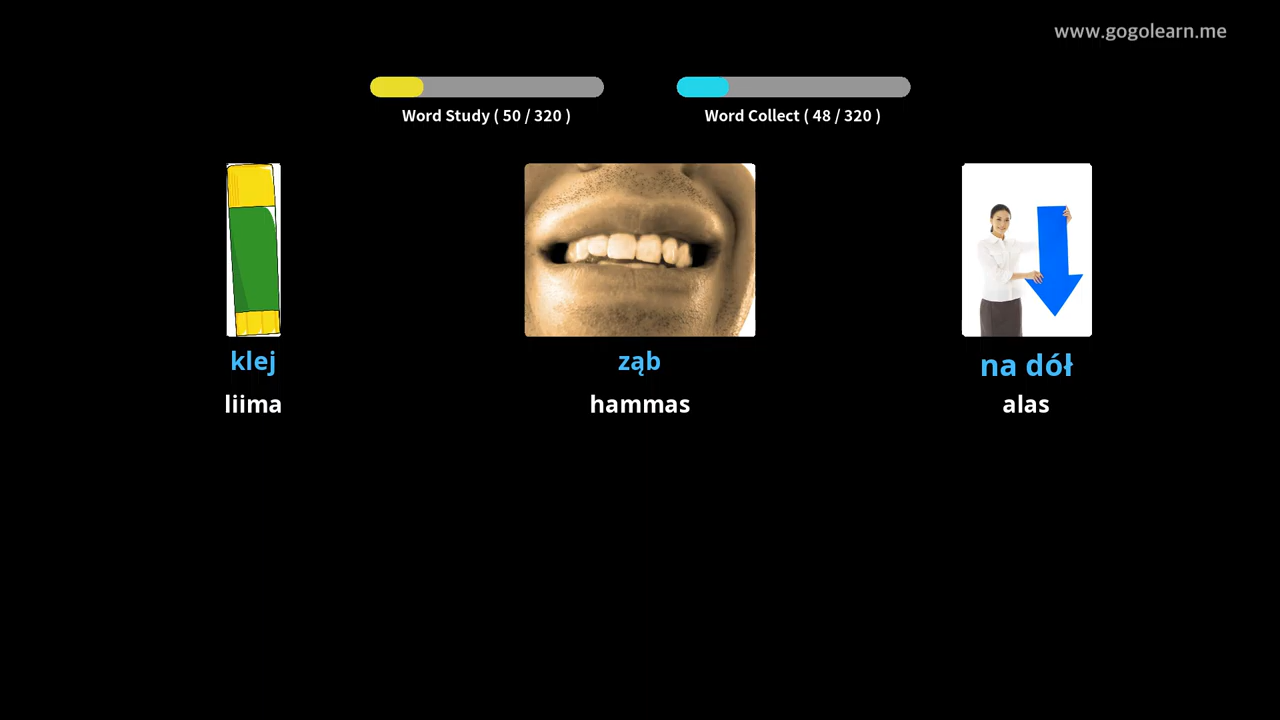 www.gogolearn.me
Word Study ( 50 / 320 )
Word Collect ( 48 / 320 )
klej
ząb
na dół
liima
hammas
alas